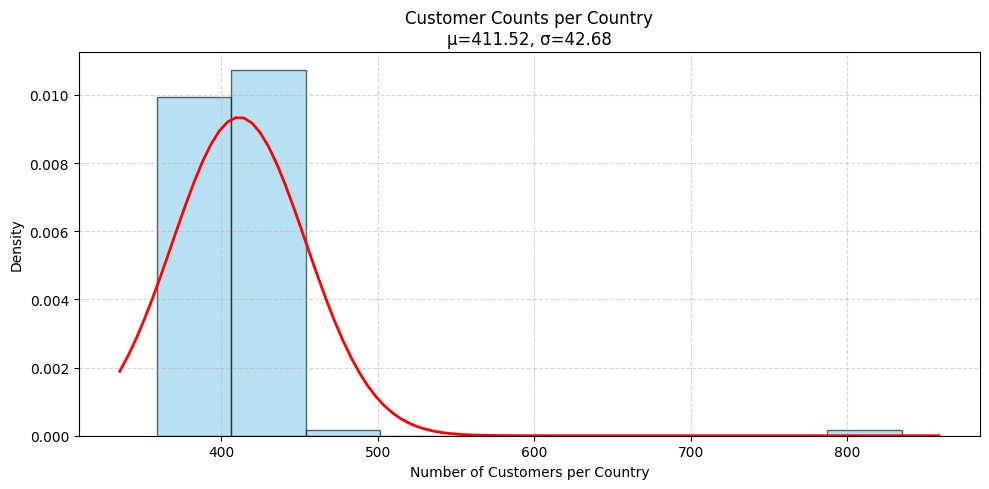 Customer Counts per Country
μ=411.52, σ=42.68
0.010
0.008
0.006
0.004
0.002
0.000
Density
400 500 600 700 800
Number of Customers per Country